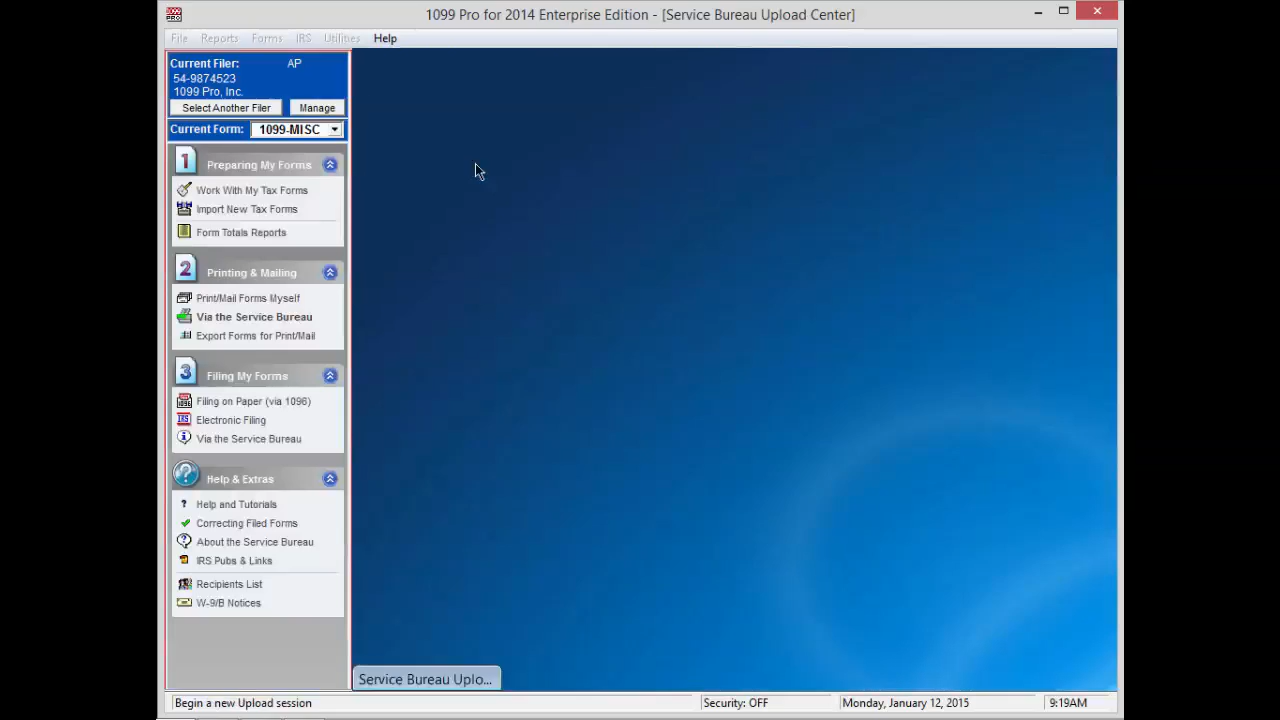 1099 Pro for 2014 Enterprise Edition - [Service Bureau Upload Center]
File Reports Forms IRS Utilities Help
Current Filer: AP
54-9874523
1099 Pro, Inc.
Select Another Filer Manage
Current Form: 1099-MISC
1 Preparing My Forms
Work With My Tax Forms
Import New Tax Forms
Form Totals Reports
2 Printing & Mailing
Print/Mail Forms Myself
Via the Service Bureau
Export Forms for Print/Mail
3 Filing My Forms
Filing on Paper (via 1096)
IRS Electronic Filing
Via the Service Bureau
? Help & Extras
? Help and Tutorials
Correcting Filed Forms
? About the Service Bureau
IRS Pubs & Links
Recipients List
W-9/B Notices
Service Bureau Uplo...
Begin a new Upload session Security: OFF Monday, January 12, 2015 9:19AM